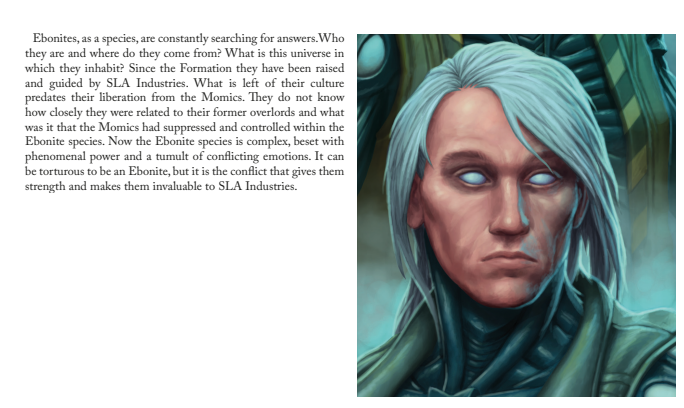 Ebonites, as a species, are constantly searching for answers.Who
they are and where do they come from? What is this universe in
which they inhabit? Since the Formation they have been raised
and guided by SLA Industries. What is left of their culture
predates their liberation from the Momics. They do not know
how closely they were related to their former overlords and what
was it that the Momics had suppressed and controlled within the
Ebonite species. Now the Ebonite species is complex, beset with
phenomenal power and a tumult of conflicting emotions. It can
be torturous to be an Ebonite, but it is the conflict that gives them
strength and makes them invaluable to SLA Industries.